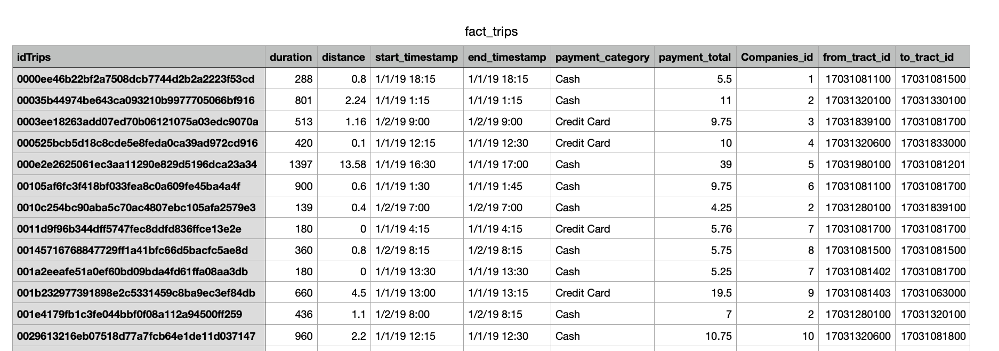 fact_trips
idTrips duration distance start_timestamp end_timestamp payment_category payment_total Companies_id from_tract_id to_tract_id
0000ee46b22bf2a7508dcb7744d2b2a2223f53cd 288 0.8 1/1/19 18:15 1/1/19 18:15 Cash 5.5 1 17031081100 17031081500
00035b44974be643ca093210b9977705066bf916 801 2.24 1/1/19 1:15 1/1/19 1:15 Cash 11 2 17031320100 17031330100
0003ee18263add07ed70b06121075a03edc9070a 513 1.16 1/2/19 9:00 1/2/19 9:00 Credit Card 9.75 3 17031839100 17031081700
000525bcb5d18c8cde5e8feda0ca39ad972cd916 420 0.1 1/1/19 12:15 1/1/19 12:30 Credit Card 10 4 17031320600 17031833000
000e2e2625061ec3aa11290e829d5196dca23a34 1397 13.58 1/1/19 16:30 1/1/19 17:00 Cash 39 5 17031980100 17031081201
00105af6fc3f418bf033fea8c0a609fe45ba4a4f 900 0.6 1/1/19 1:30 1/1/19 1:45 Cash 9.75 6 17031081100 17031081700
0010c254bc90aba5c70ac4807ebc105afa2579e3 139 0.4 1/2/19 7:00 1/2/19 7:00 Cash 4.25 2 17031280100 17031839100
0011d9f96b344dff5747fec8ddfd836ffce13e2e 180 0 1/1/19 4:15 1/1/19 4:15 Credit Card 5.76 7 17031081700 17031081700
00145716768847729ff1a41bfc66d5bacfc5ae8d 360 0.8 1/2/19 8:15 1/2/19 8:15 Cash 5.75 8 17031081500 17031081500
001a2eeafe51a0ef60bd09bda4fd61ffa08aa3db 180 0 1/1/19 13:30 1/1/19 13:30 Cash 5.25 7 17031081402 17031081700
001b232977391898e2c5331459c8ba9ec3ef84db 660 4.5 1/1/19 13:00 1/1/19 13:15 Credit Card 19.5 9 17031081403 17031063000
001e4179fb1c3fe044bbf0f08a112a94500ff259 436 1.1 1/2/19 8:00 1/2/19 8:15 Cash 7 2 17031280100 17031320100
0029613216eb07518d77a7fcb64e1de11d037147 960 2.2 1/1/19 12:15 1/1/19 12:30 Cash 10.75 10 17031320600 17031081800